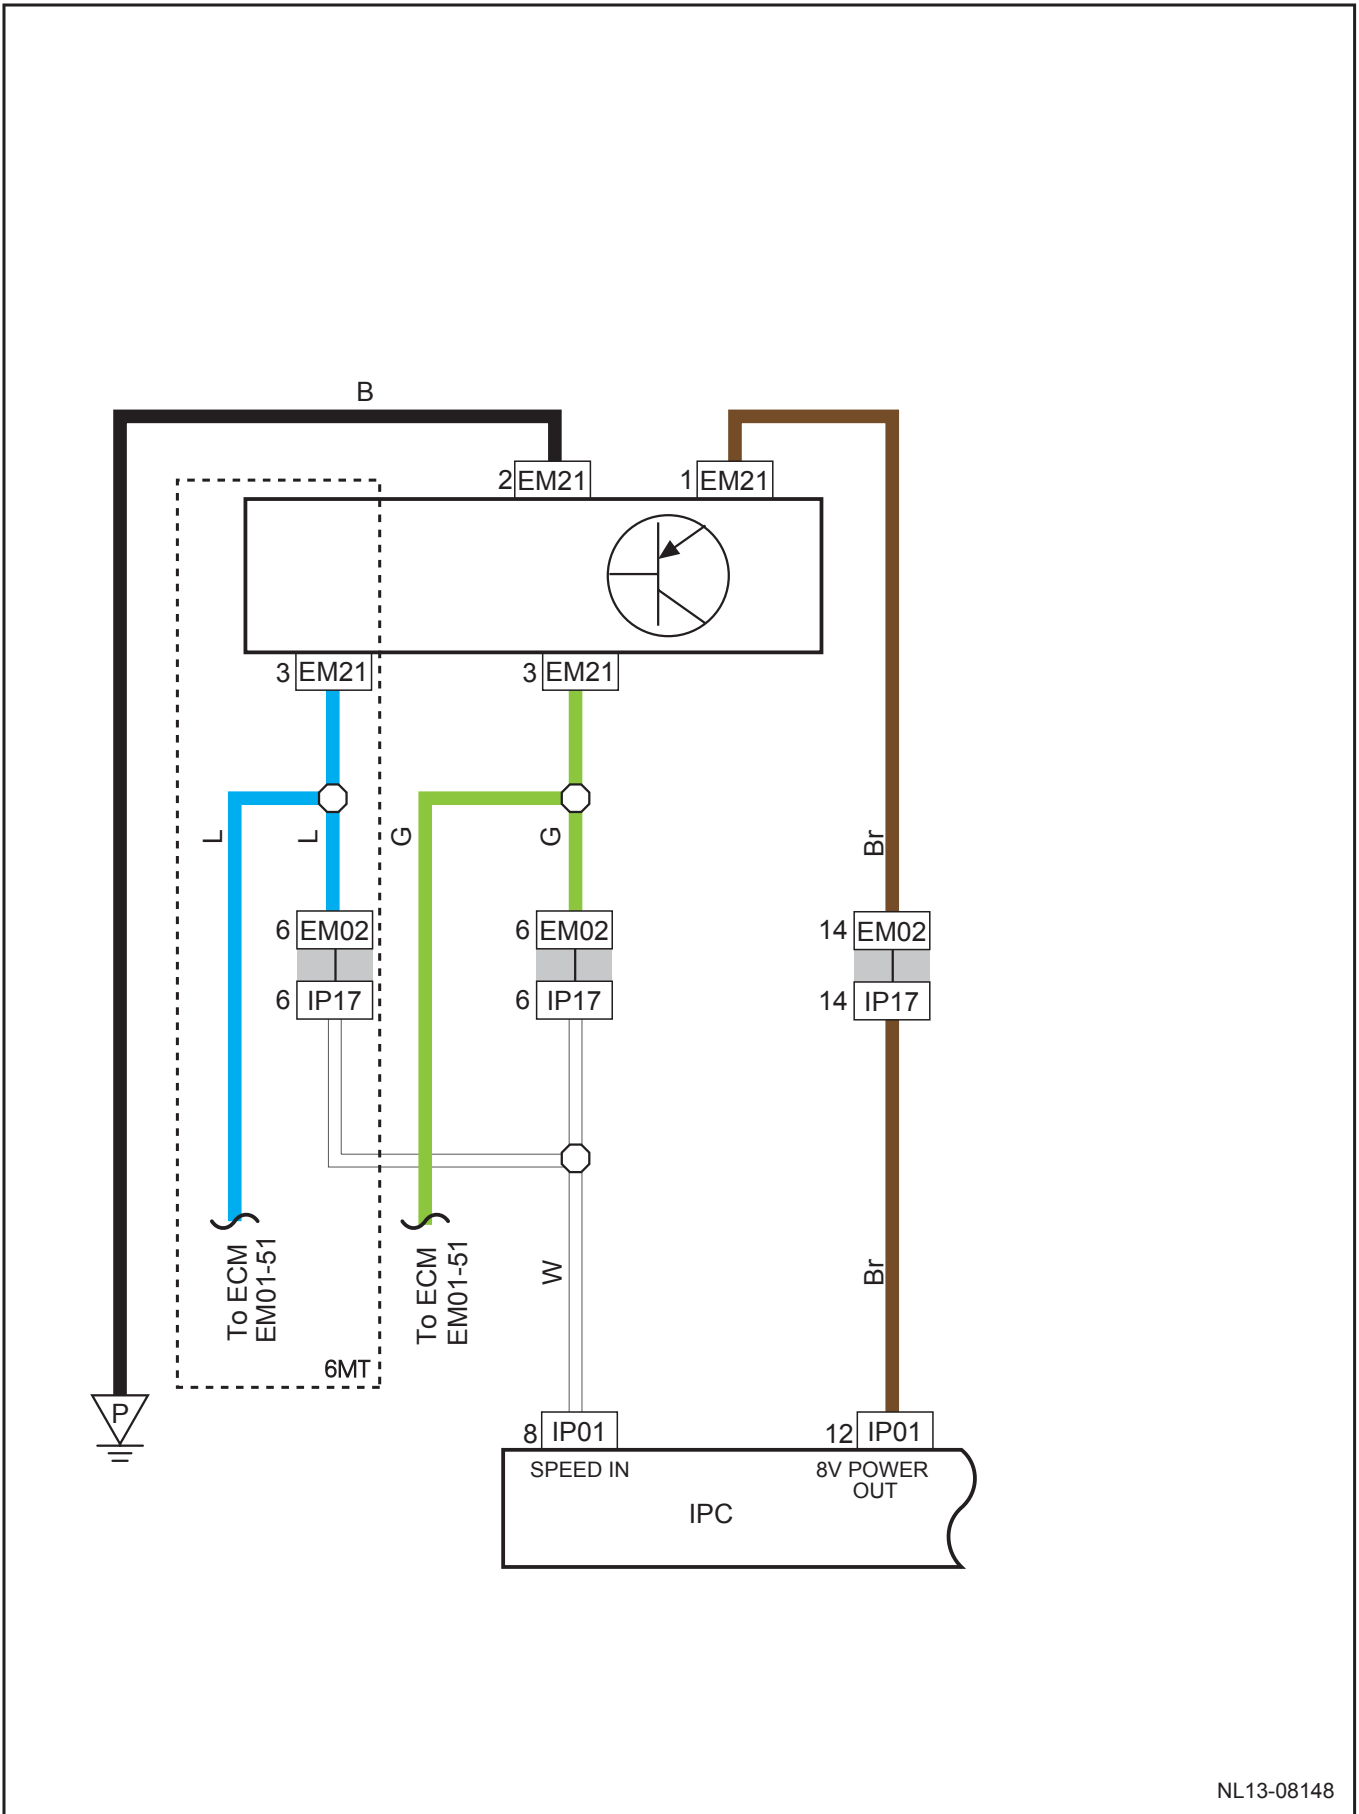 B
2 EM21
1 EM21
3 EM21
3 EM21
L
L
G
G
Br
6 EM02
6 EM02
14 EM02
6 IP17
6 IP17
14 IP17
To ECM
EM01-51
To ECM
EM01-51
W
Br
6MT
P
8 IP01
12 IP01
SPEED IN
8V POWER
OUT
IPC
NL13-08148